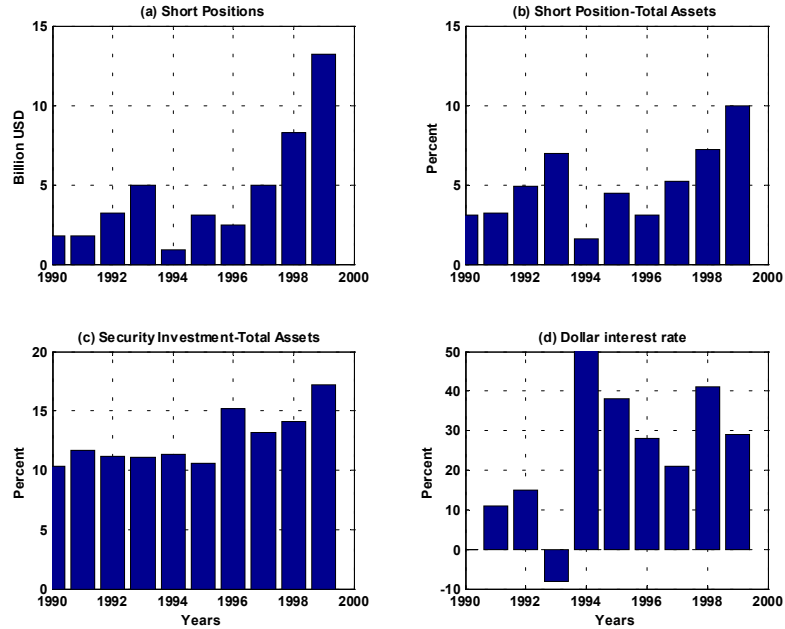 (a) Short Positions
15
10
5
0
Billion USD
1990 1992 1994 1996 1998 2000
(b) Short Position-Total Assets
15
10
5
0
Percent
1990 1992 1994 1996 1998 2000
(c) Security Investment-Total Assets
20
15
10
5
0
Percent
1990 1992 1994 1996 1998 2000
Years
(d) Dollar interest rate
50
40
30
20
10
0
-10
Percent
1990 1992 1994 1996 1998 2000
Years